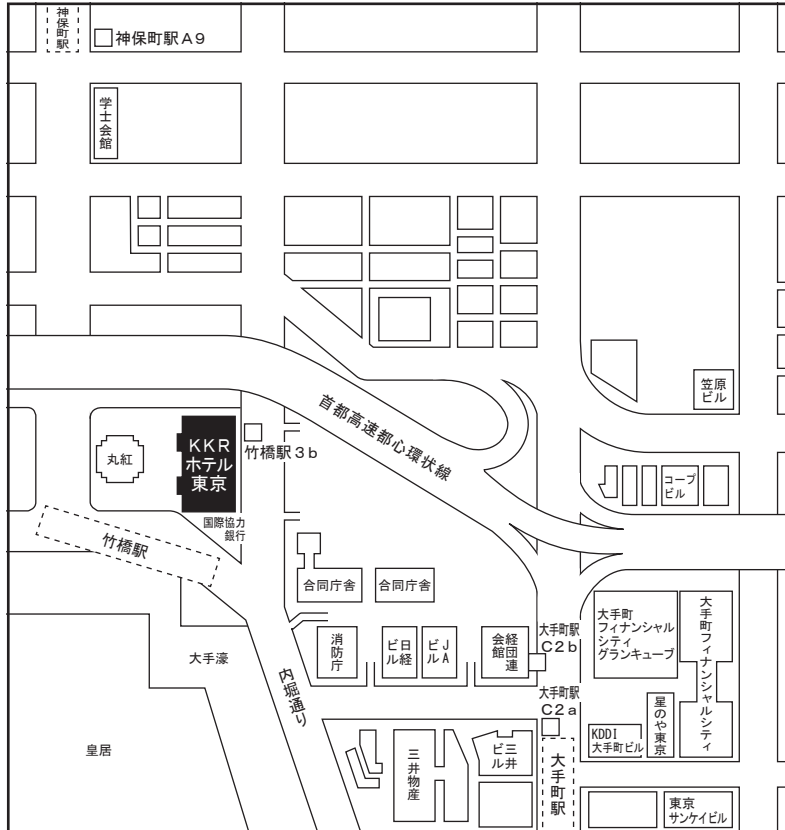 神保町駅
神保町駅A9
学士会館
首都高速都心環状線
笠原
ビル
丸紅
KKR
ホテル
東京
竹橋駅3b
コープ
ビル
国際協力
銀行
竹橋駅
合同庁舎
合同庁舎
大手町
フィナンシャル
シティ
グランキューブ
大手町フィナンシャルシティ
消防庁
日経
ビル
JA
ビル
経団連
会館
大手町駅
C2b
大手濠
内堀通り
大手町駅
C2a
星のや東京
KDDI
大手町ビル
皇居
三井物産
三井
ビル
大手町駅
東京
サンケイビル